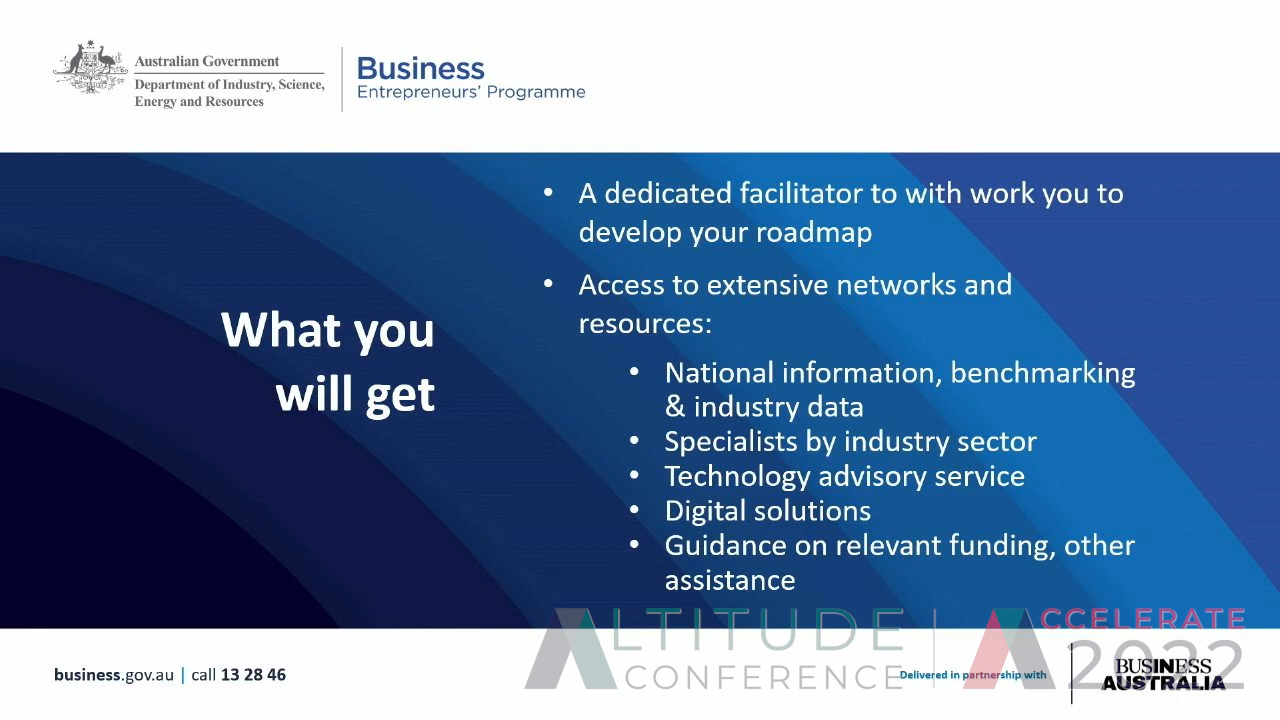 Australian Government
Department of Industry, Science,
Energy and Resources
Business
Entrepreneurs' Programme
What you
will get
• A dedicated facilitator to with work you to
develop your roadmap
• Access to extensive networks and
resources:
• National information, benchmarking
& industry data
• Specialists by industry sector
• Technology advisory service
• Digital solutions
• Guidance on relevant funding, other
assistance
ALTITUDE
CONFERENCE
ACCELERATE
2022
business.gov.au | call 13 28 46
Delivered in partnership with
BUSINESS
AUSTRALIA